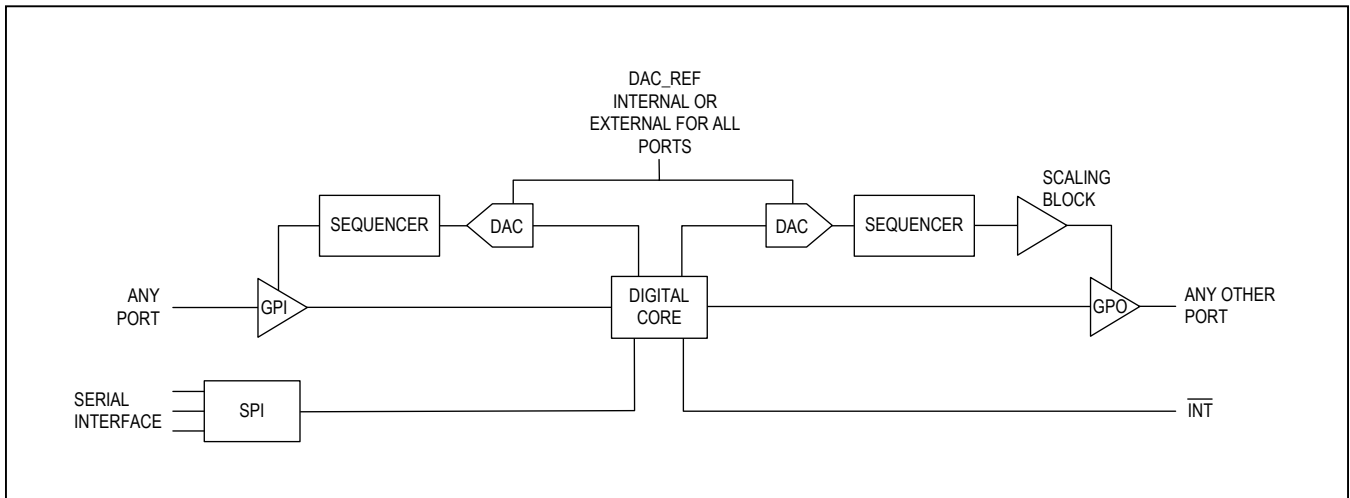 DAC_REF
INTERNAL OR
EXTERNAL FOR ALL
PORTS
SCALING
BLOCK
SEQUENCER
DAC
DAC
SEQUENCER
ANY
PORT
GPI
DIGITAL
CORE
GPO
ANY OTHER
PORT
SERIAL
INTERFACE
SPI
INT